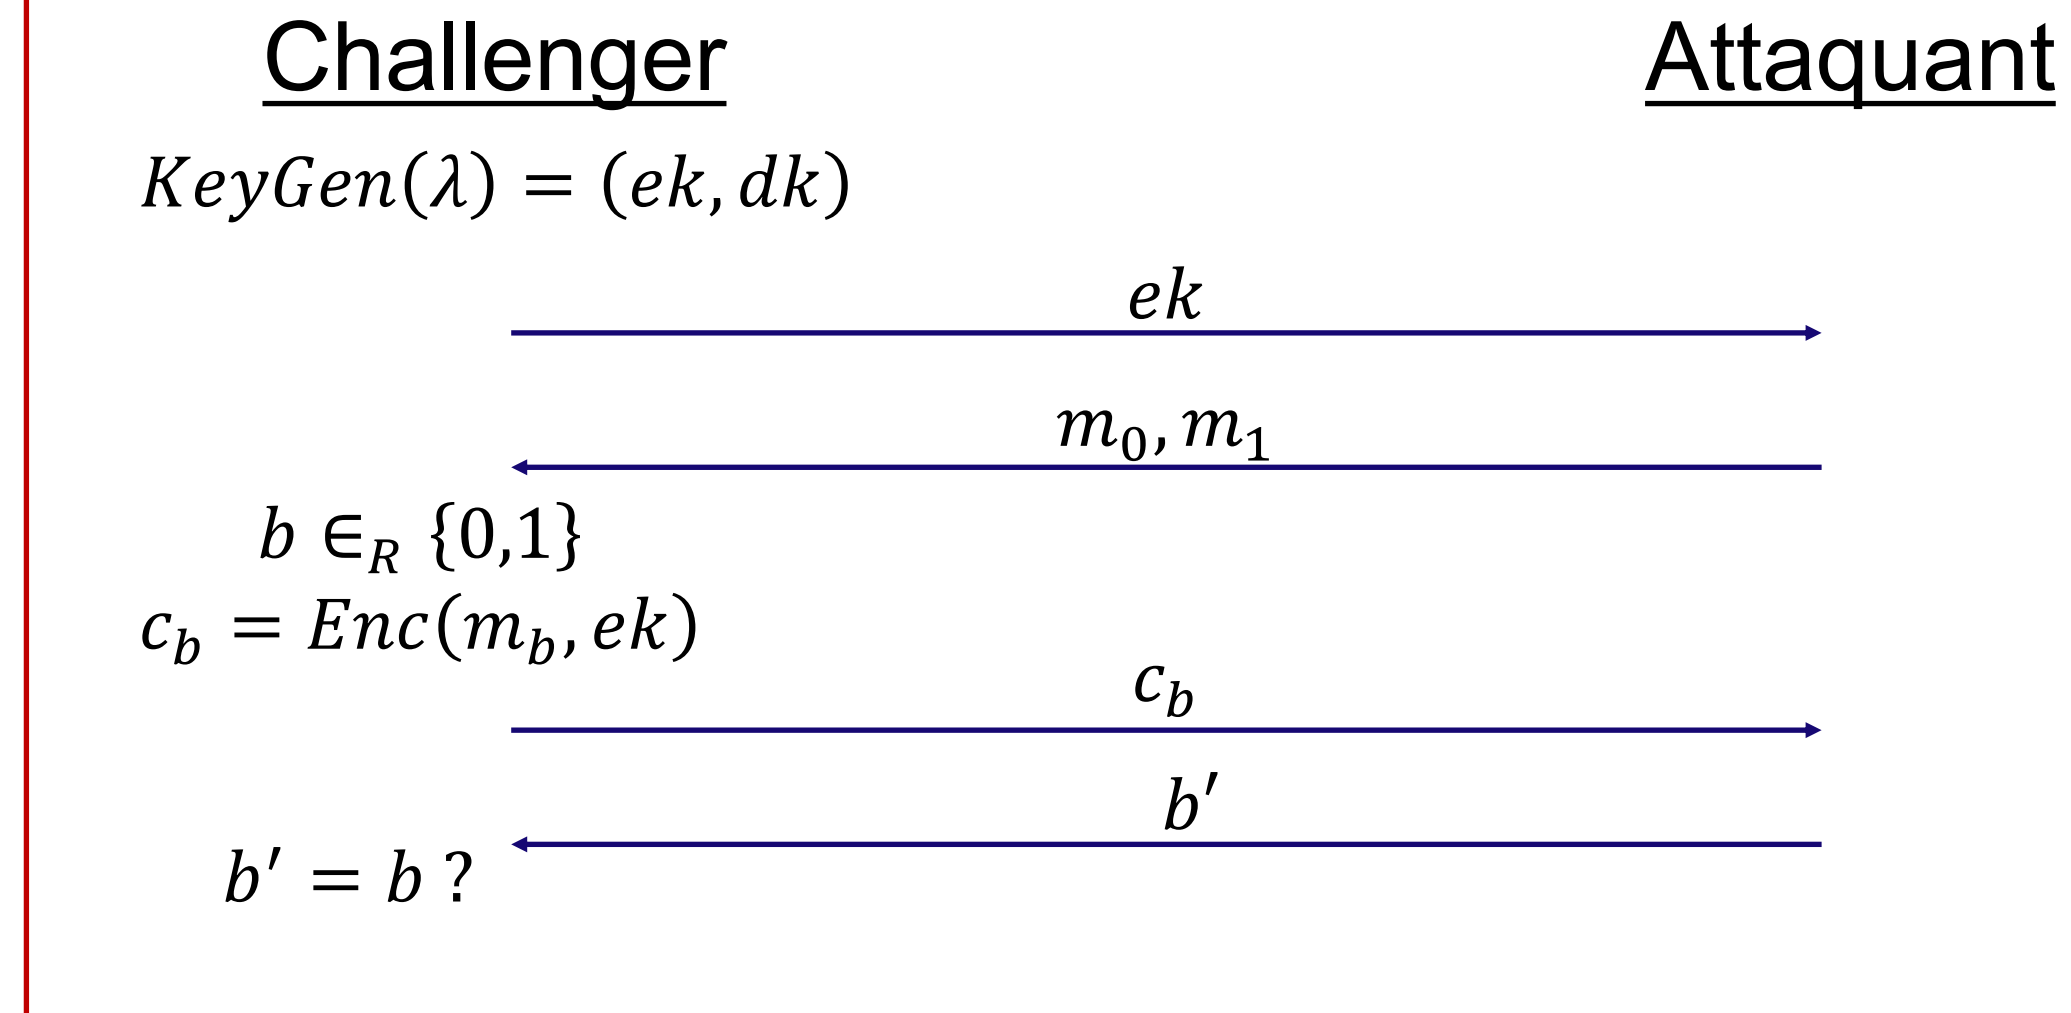 Challenger
Attaquant
KeyGen(λ) = (ek, dk)
ek
m₀, m₁
b ∈_R {0,1}
c_b = Enc(m_b, ek)
c_b
b′
b′ = b ?